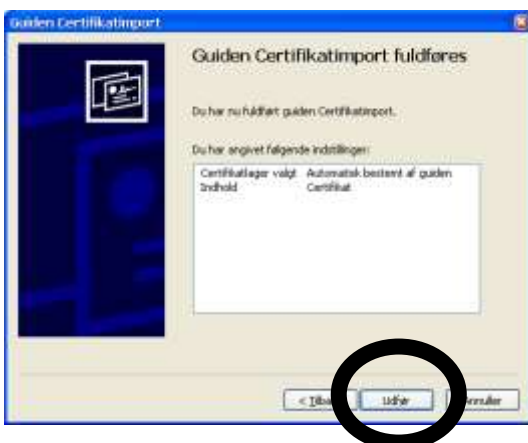 Guiden Certifikatimport
Guiden Certifikatimport fuldføres
Du har nu fuldført guiden Certifikatimport.
Du har angivet følgende indstillinger:
Certifikatlager valgt Automatisk bestemt af guiden
Indhold Certifikat
Udfør